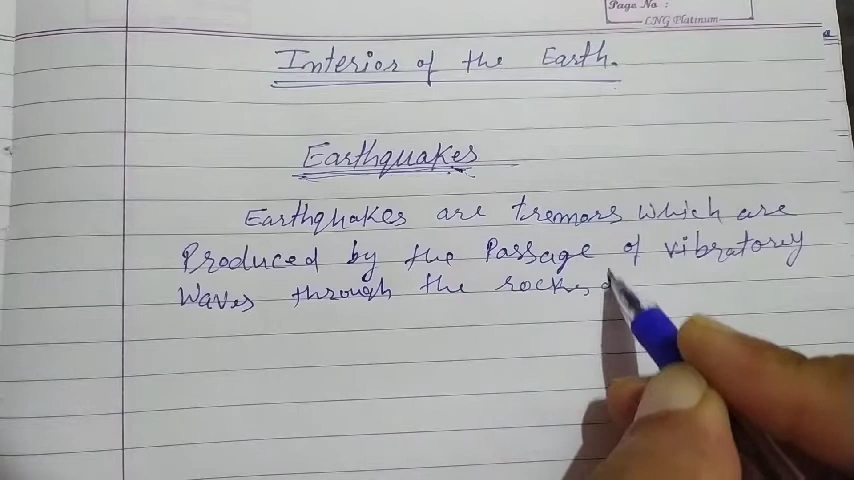 Page No :
LNG Platinum
Interior of the Earth.
Earthquakes
Earthquakes are tremors which are
Produced by the Passage of vibratory
Waves through the rocks,